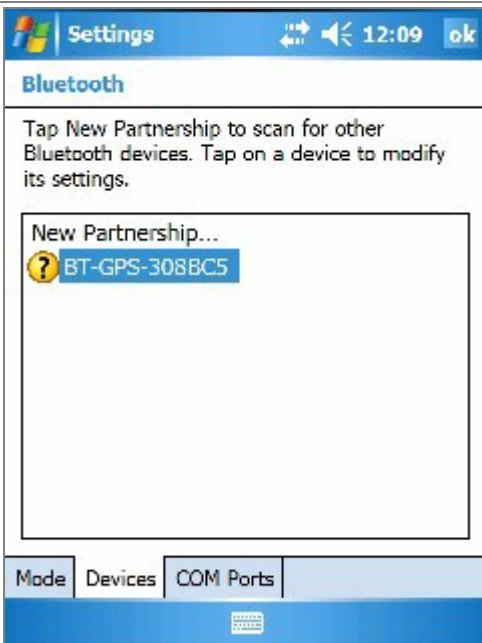 Settings 12:09 ok
Bluetooth
Tap New Partnership to scan for other
Bluetooth devices. Tap on a device to modify
its settings.
New Partnership...
? BT-GPS-308BC5
Mode Devices COM Ports